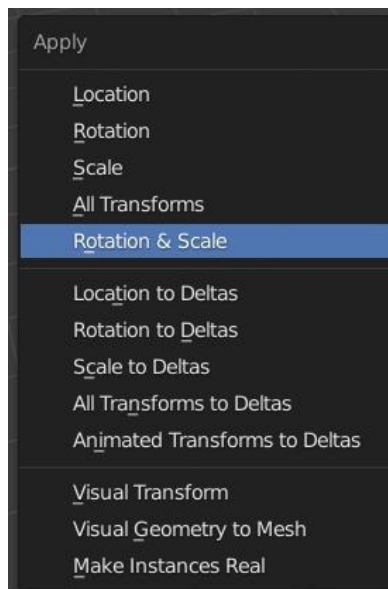 Apply
Location
Rotation
Scale
All Transforms
Rotation & Scale
Location to Deltas
Rotation to Deltas
Scale to Deltas
All Transforms to Deltas
Animated Transforms to Deltas
Visual Transform
Visual Geometry to Mesh
Make Instances Real